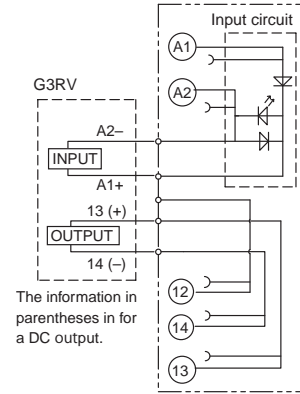 Input circuit
A1
A2
G3RV
A2–
INPUT
A1+
13 (+)
OUTPUT
14 (–)
The information in
parentheses in for
a DC output.
12
14
13